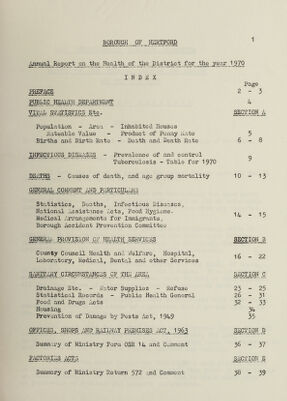 BOROUGH OF HERTFORD 1
Annual Report on the Health of the District for the year 1970
I N D E X
Page
PREFACE 2 - 3
PUBLIC HEALTH DEPARTMENT 4
VITAL STATISTICS Etc. SECTION A
Population - Area - Inhabited Houses
Rateable Value - Product of Penny Rate 5
Births and Birth Rate - Death and Death Rate 6 - 8
INFECTIOUS DISEASES - Prevalence of and control
Tuberculosis - Table for 1970 9
DEATHS - Causes of death, and age group mortality 10 - 13
GENERAL COMMENT AND PARTICULARS
Statistics, Deaths, Infectious Diseases,
National Assistance Acts, Food Hygiene.
Medical Arrangements for Immigrants, 14 - 15
Borough Accident Prevention Committee
GENERAL PROVISION OF HEALTH SERVICES SECTION B
County Council Health and Welfare, Hospital,
Laboratory, Medical, Dental and other Services 16 - 22
SANITARY CIRCUMSTANCES OF THE AREA SECTION C
Drainage Etc. - Water Supplies - Refuse 23 - 25
Statistical Records - Public Health General 26 - 31
Food and Drugs Acts 32 - 33
Housing 34
Prevention of Damage by Pests Act, 1949 35
OFFICES, SHOPS AND RAILWAY PREMISES ACT, 1963 SECTION D
Summary of Ministry Form OSR 14 and Comment 36 - 37
FACTORIES ACTS SECTION E
Summary of Ministry Return 572 and Comment 38 - 39